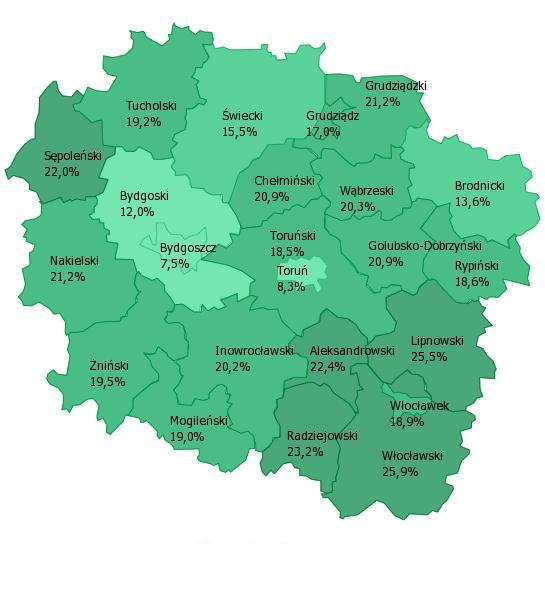 Grudziądzki
21,2%
Tucholski
19,2%
Świecki
15,5%
Grudziądz
17,0%
Sępoleński
22,0%
Chełmiński
20,9%
Wąbrzeski
20,3%
Brodnicki
13,6%
Bydgoski
12,0%
Bydgoszcz
7,5%
Toruński
18,5%
Toruń
8,3%
Golubsko-Dobrzyński
20,9%
Rypiński
18,6%
Nakielski
21,2%
Żniński
19,5%
Inowrocławski
20,2%
Aleksandrowski
22,4%
Lipnowski
25,5%
Mogileński
19,0%
Włocławek
18,9%
Radziejowski
23,2%
Włocławski
25,9%